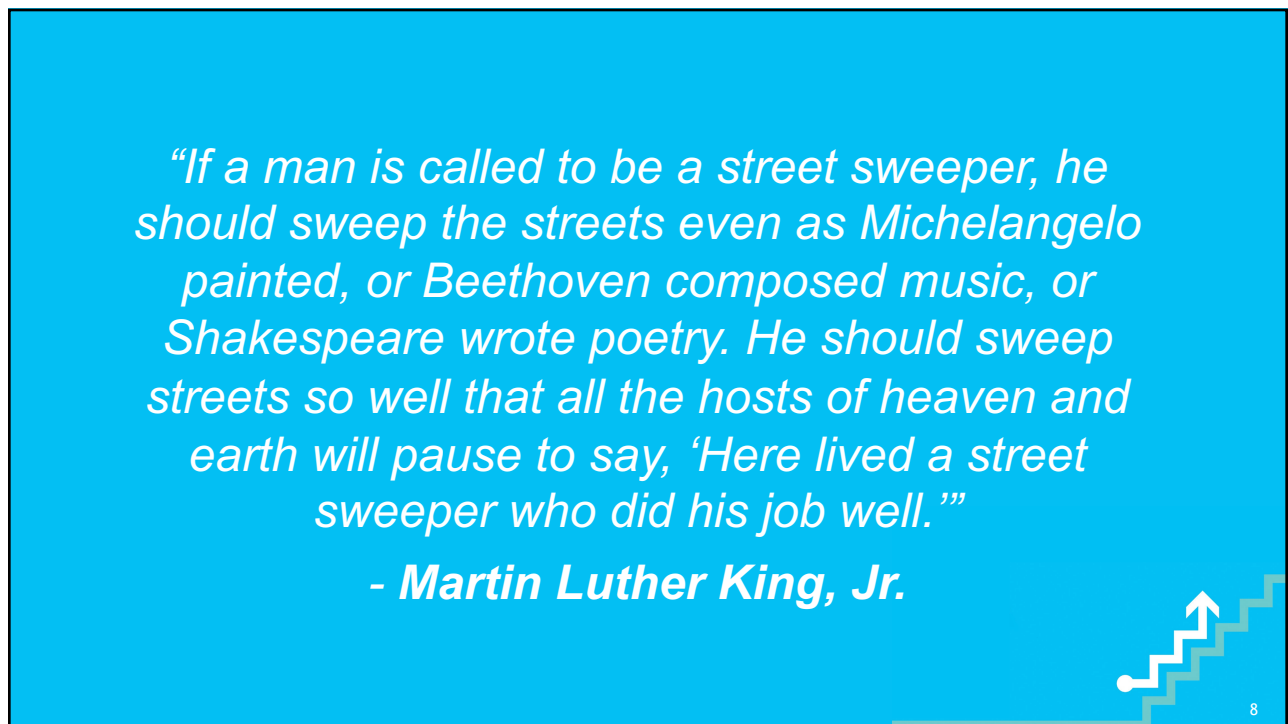 “If a man is called to be a street sweeper, he
should sweep the streets even as Michelangelo
painted, or Beethoven composed music, or
Shakespeare wrote poetry. He should sweep
streets so well that all the hosts of heaven and
earth will pause to say, ‘Here lived a street
sweeper who did his job well.’”
- Martin Luther King, Jr.
8